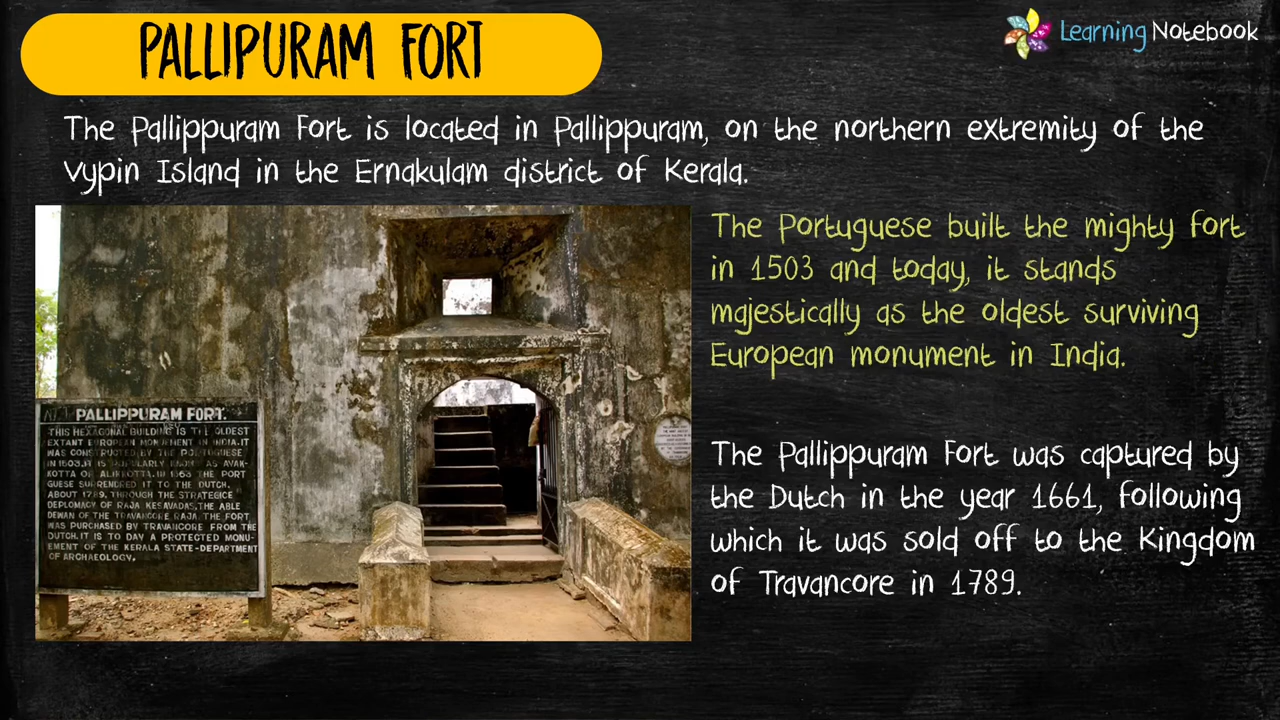 PALLIPURAM FORT
Learning Notebook
The Pallippuram Fort is located in Pallippuram, on the northern extremity of the
Vypin Island in the Ernakulam district of Kerala.
The Portuguese built the mighty fort
in 1503 and today, it stands
majestically as the oldest surviving
European monument in India.
The Pallippuram Fort was captured by
the Dutch in the year 1661, following
which it was sold off to the Kingdom
of Travancore in 1789.
PALLIPPURAM FORT.
THIS HEXAGONAL BUILDING IS THE OLDEST
EXTANT EUROPEAN MONUMENT IN INDIA.IT
WAS CONSTRUCTED BY THE PORTUGUESE
IN 1503.IT IS POPULARLY KNOWN AS AYAK-
KOTTA OR ALIKOTTA.IN 1663 THE PORT
GUESE SURRENDRED IT TO THE DUTCH.
ABOUT 1789, THROUGH THE STRATEGICE
DEPLOMACY OF RAJA KESAVADAS, THE ABLE
DEWAN OF THE TRAVANCORE RAJA, THE FORT
WAS PURCHASED BY TRAVANCORE FROM THE
DUTCH.IT IS TO DAY A PROTECTED MONU-
EMENT OF THE KERALA STATE-DEPARTMENT
OF ARCHAEOLOGY.